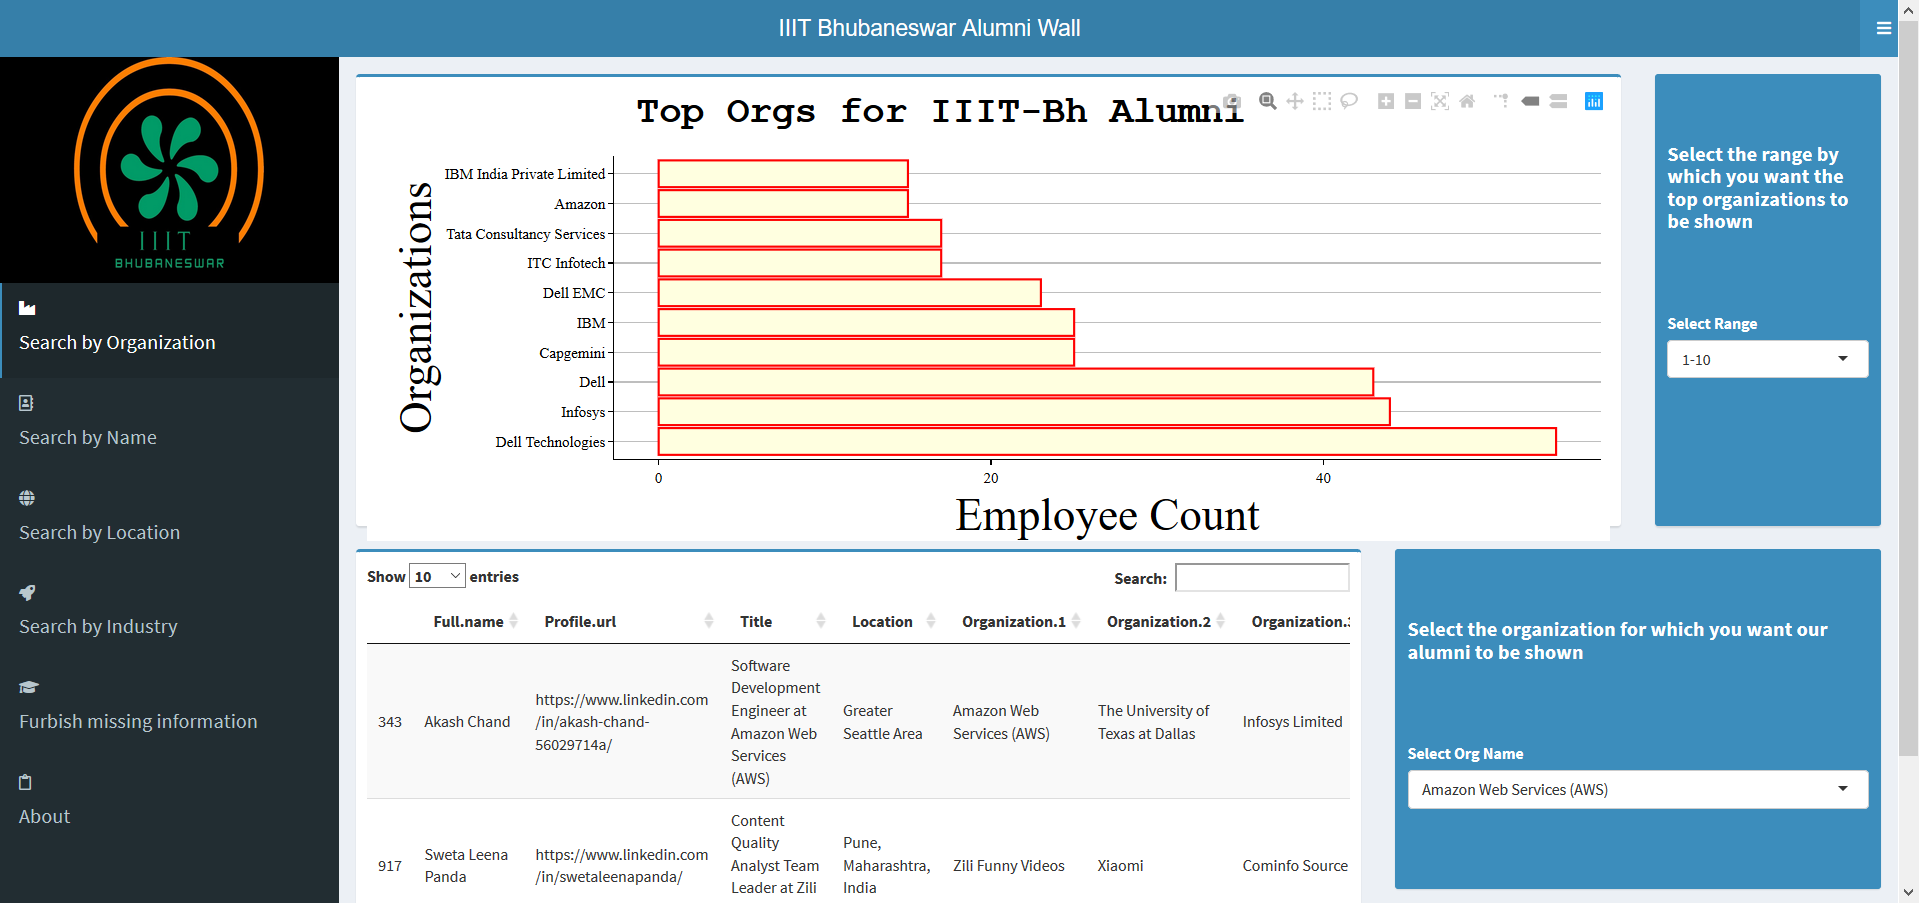 IIIT Bhubaneswar Alumni Wall
IIIT
BHUBANESWAR
Search by Organization
Search by Name
Search by Location
Search by Industry
Furbish missing information
About
Top Orgs for IIIT-Bh Alumni
Organizations
IBM India Private Limited
Amazon
Tata Consultancy Services
ITC Infotech
Dell EMC
IBM
Capgemini
Dell
Infosys
Dell Technologies
0 20 40
Employee Count
Select the range by
which you want the
top organizations to
be shown
Select Range
1-10
Show 10 entries
Search:
Full.name Profile.url Title Location Organization.1 Organization.2 Organization.
343
Akash Chand
https://www.linkedin.com
/in/akash-chand-
56029714a/
Software
Development
Engineer at
Amazon Web
Services
(AWS)
Greater
Seattle Area
Amazon Web
Services (AWS)
The University of
Texas at Dallas
Infosys Limited
917
Sweta Leena
Panda
https://www.linkedin.com
/in/swetaleenapanda/
Content
Quality
Analyst Team
Leader at Zili
Pune,
Maharashtra,
India
Zili Funny Videos
Xiaomi
Cominfo Source
Select the organization for which you want our
alumni to be shown
Select Org Name
Amazon Web Services (AWS)